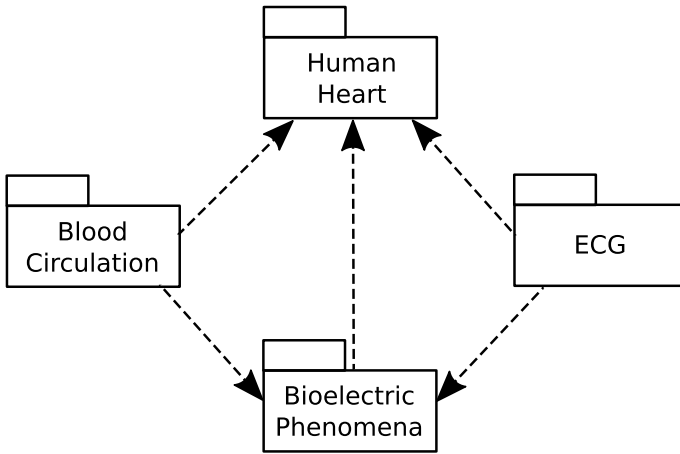 Human
Heart
Blood
Circulation
ECG
Bioelectric
Phenomena